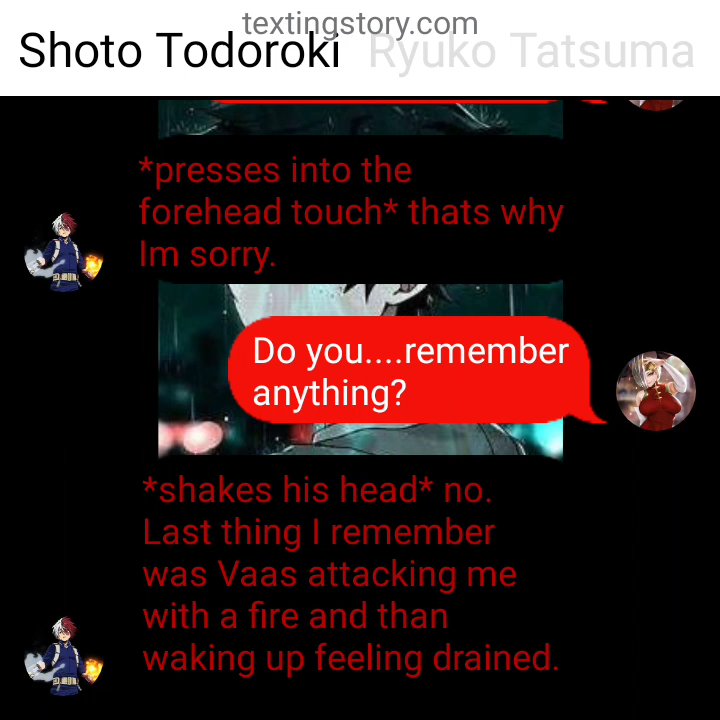 textingstory.com
Shoto Todoroki Ryuko Tatsuma
*presses into the
forehead touch* thats why
Im sorry.
Do you....remember
anything?
*shakes his head* no.
Last thing I remember
was Vaas attacking me
with a fire and than
waking up feeling drained.